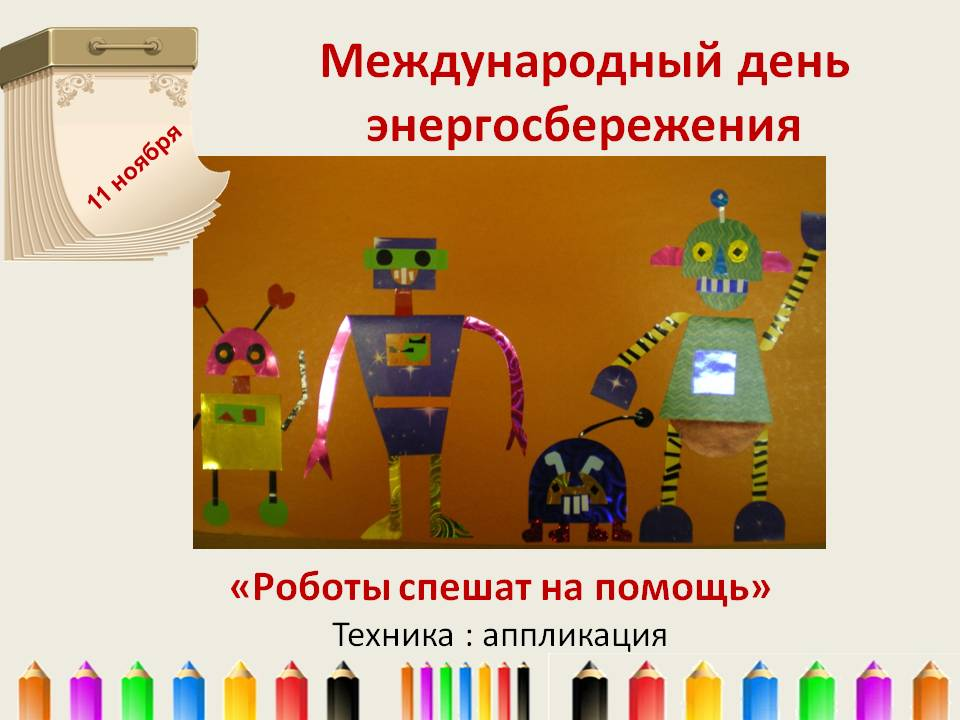 11 ноября
Международный день
энергосбережения
«Роботы спешат на помощь»
Техника : аппликация